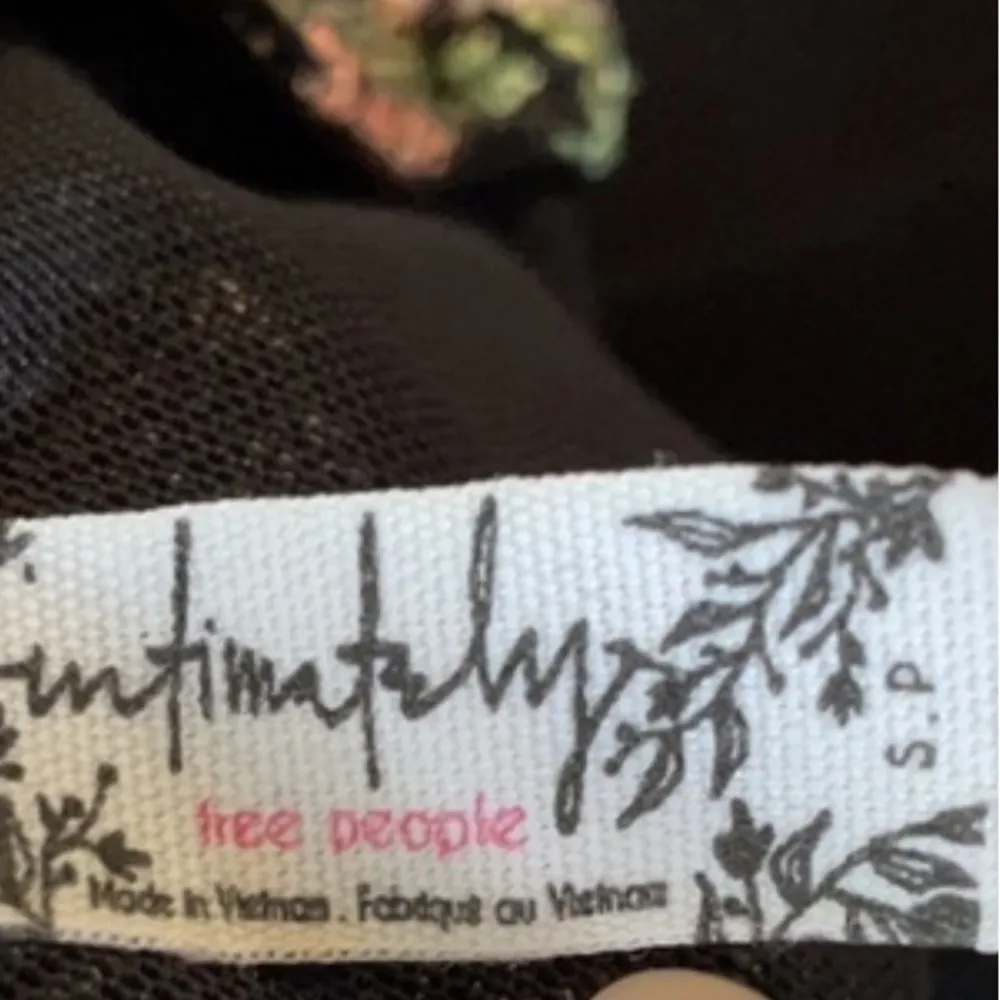 intimately
free people
Made in Vietnam . Fabriqué au Vietnam
S.P